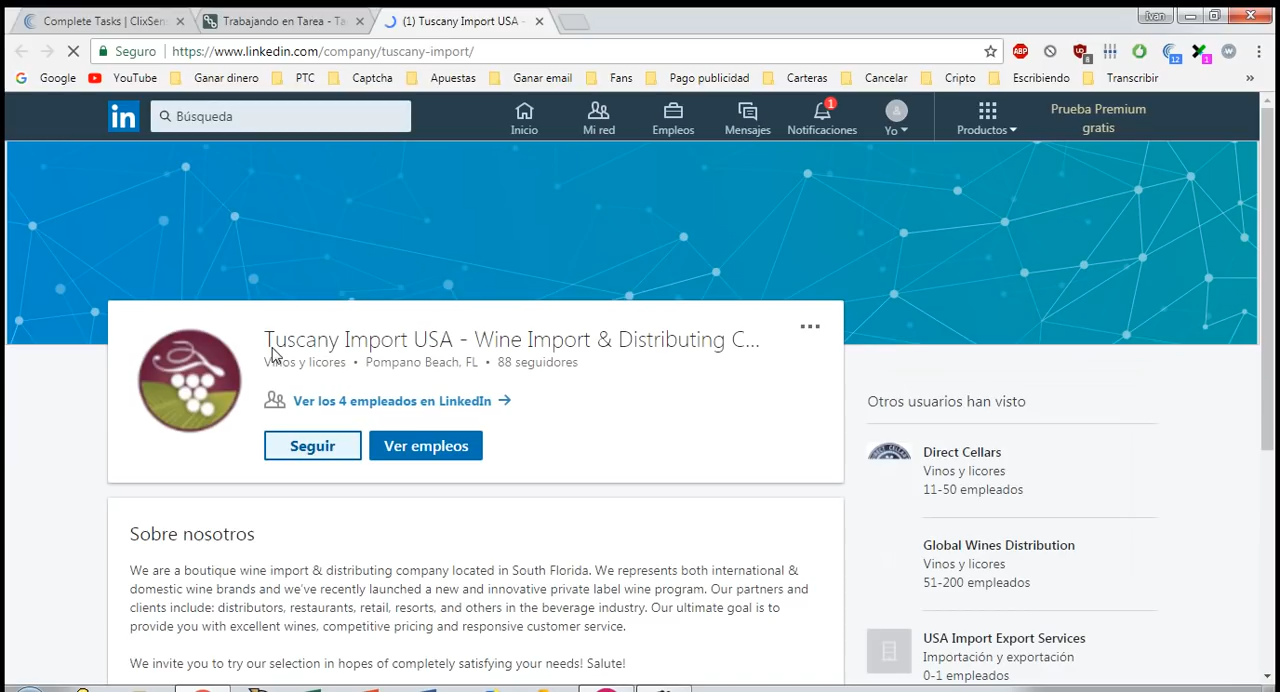 Complete Tasks | ClixSens
Trabajando en Tarea - Ta
(1) Tuscany Import USA -
Ivan
Seguro
https://www.linkedin.com/company/tuscany-import/
ABP
8
12
W
1
Google
YouTube
Ganar dinero
PTC
Captcha
Apuestas
Ganar email
Fans
Pago publicidad
Carteras
Cancelar
Cripto
Escribiendo
Transcribir
»
in
Búsqueda
Inicio
Mi red
Empleos
Mensajes
1
Notificaciones
Yo
Productos
Prueba Premium
gratis
Tuscany Import USA - Wine Import & Distributing C...
Vinos y licores • Pompano Beach, FL • 88 seguidores
Ver los 4 empleados en LinkedIn
Seguir
Ver empleos
Sobre nosotros
We are a boutique wine import & distributing company located in South Florida. We represents both international &
domestic wine brands and we've recently launched a new and innovative private label wine program. Our partners and
clients include: distributors, restaurants, retail, resorts, and others in the beverage industry. Our ultimate goal is to
provide you with excellent wines, competitive pricing and responsive customer service.
We invite you to try our selection in hopes of completely satisfying your needs! Salute!
Otros usuarios han visto
Direct Cellars
Vinos y licores
11-50 empleados
Global Wines Distribution
Vinos y licores
51-200 empleados
USA Import Export Services
Importación y exportación
0-1 empleados